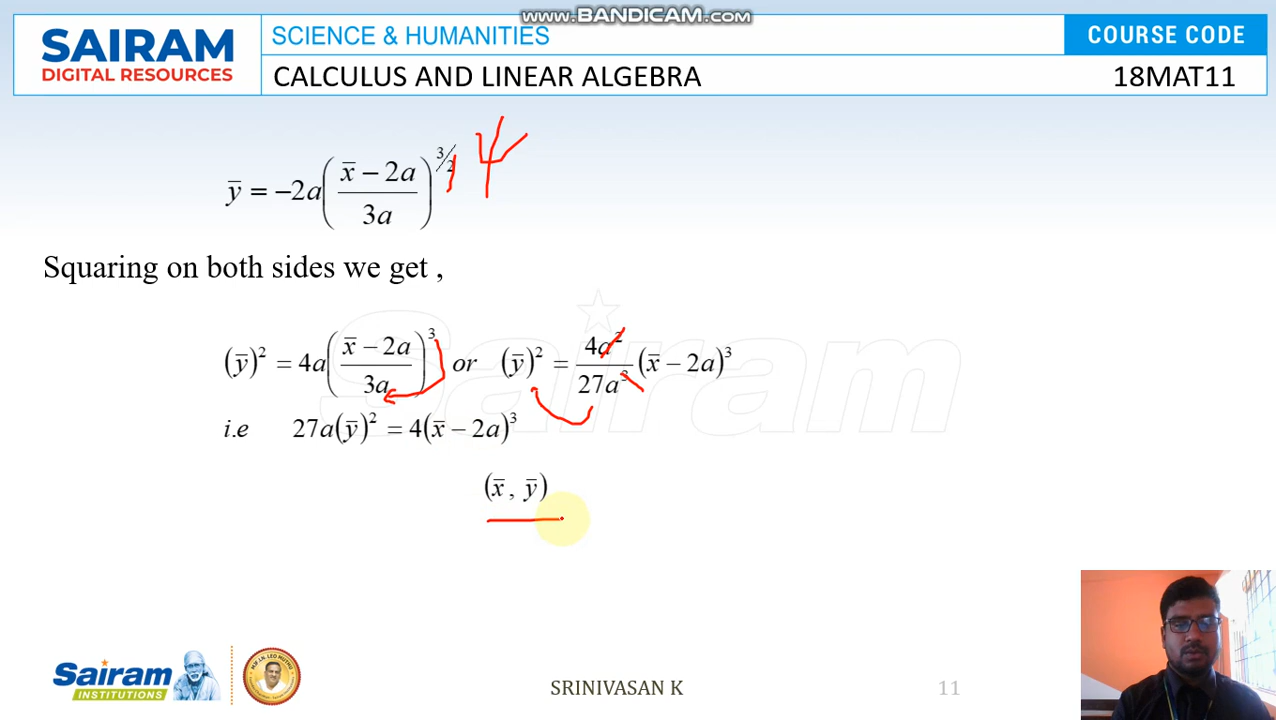 www.BANDICAM.com
SAIRAM
DIGITAL RESOURCES
SCIENCE & HUMANITIES
COURSE CODE
CALCULUS AND LINEAR ALGEBRA
18MAT11
y̅ = −2a((x̅ − 2a)/3a)^(3/2)
Squaring on both sides we get ,
(y̅)² = 4a((x̅ − 2a)/3a)³ or (y̅)² = 4a²/27a³ (x̅ − 2a)³
i.e 27a(y̅)² = 4(x̅ − 2a)³
(x̅ , y̅)
Sairam
Sairam
INSTITUTIONS
SRINIVASAN K
11